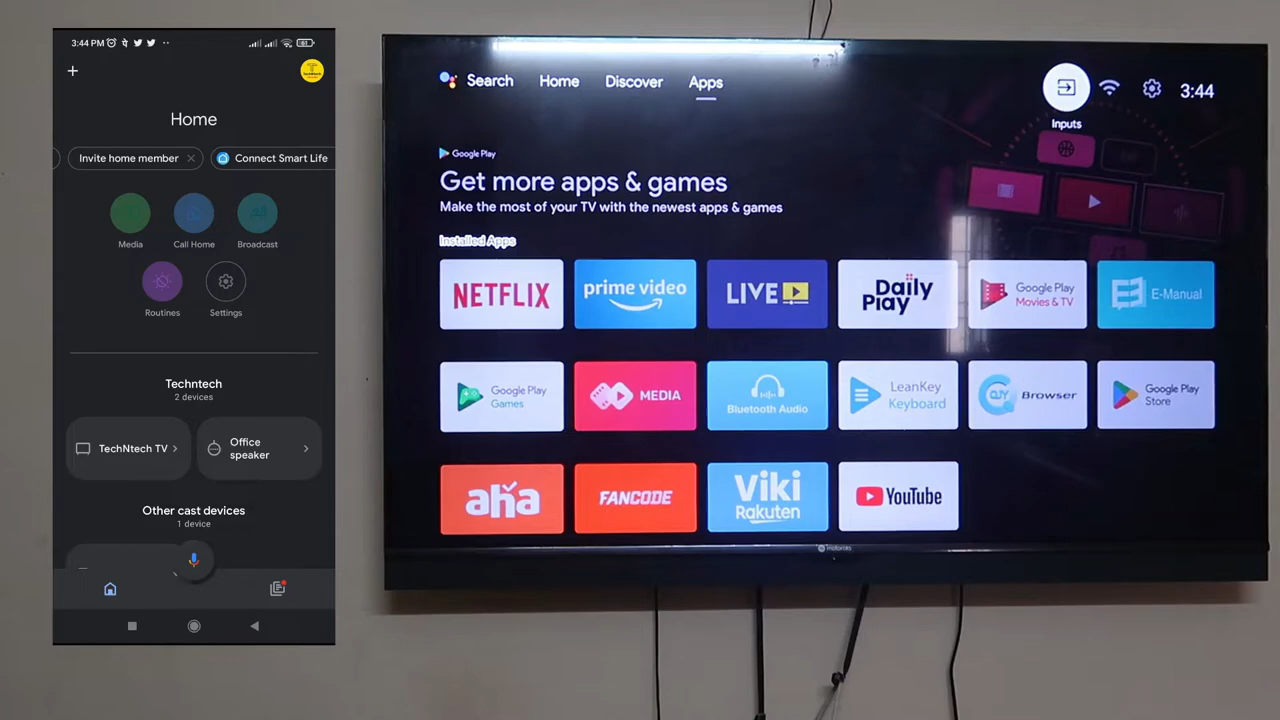 3:44 PM
61
TechNtech
Home
Invite home member
Connect Smart Life
Media
Call Home
Broadcast
Routines
Settings
Techntech
2 devices
TechNtech TV
Office
speaker
Other cast devices
1 device
Search
Home
Discover
Apps
3:44
Inputs
Google Play
Get more apps & games
Make the most of your TV with the newest apps & games
Installed Apps
NETFLIX
prime video
LIVE
Daily
Play
Google Play
Movies & TV
E-Manual
Google Play
Games
MEDIA
Bluetooth Audio
LeanKey
Keyboard
Browser
Google Play
Store
aha
FANCODE
Viki
Rakuten
YouTube
motorola